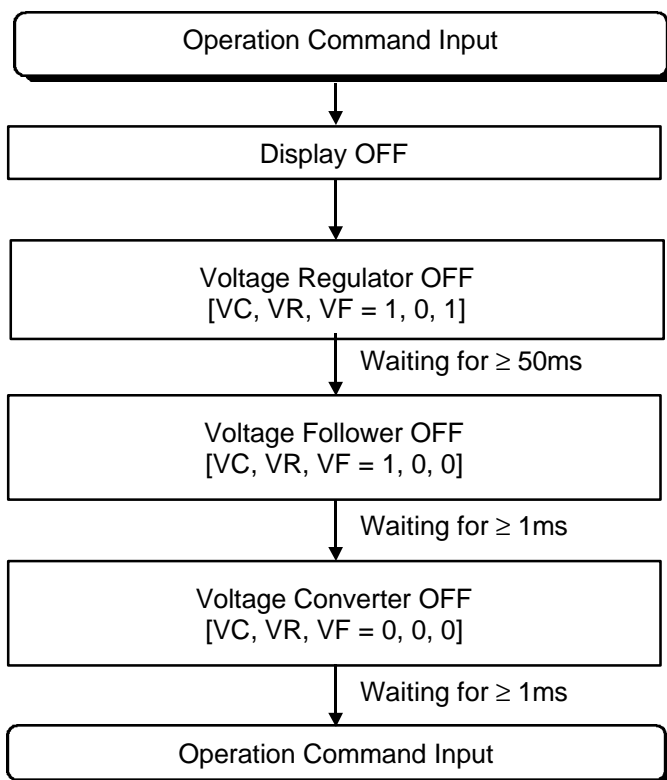 Operation Command Input
Display OFF
Voltage Regulator OFF
[VC, VR, VF = 1, 0, 1]
Waiting for ≥ 50ms
Voltage Follower OFF
[VC, VR, VF = 1, 0, 0]
Waiting for ≥ 1ms
Voltage Converter OFF
[VC, VR, VF = 0, 0, 0]
Waiting for ≥ 1ms
Operation Command Input